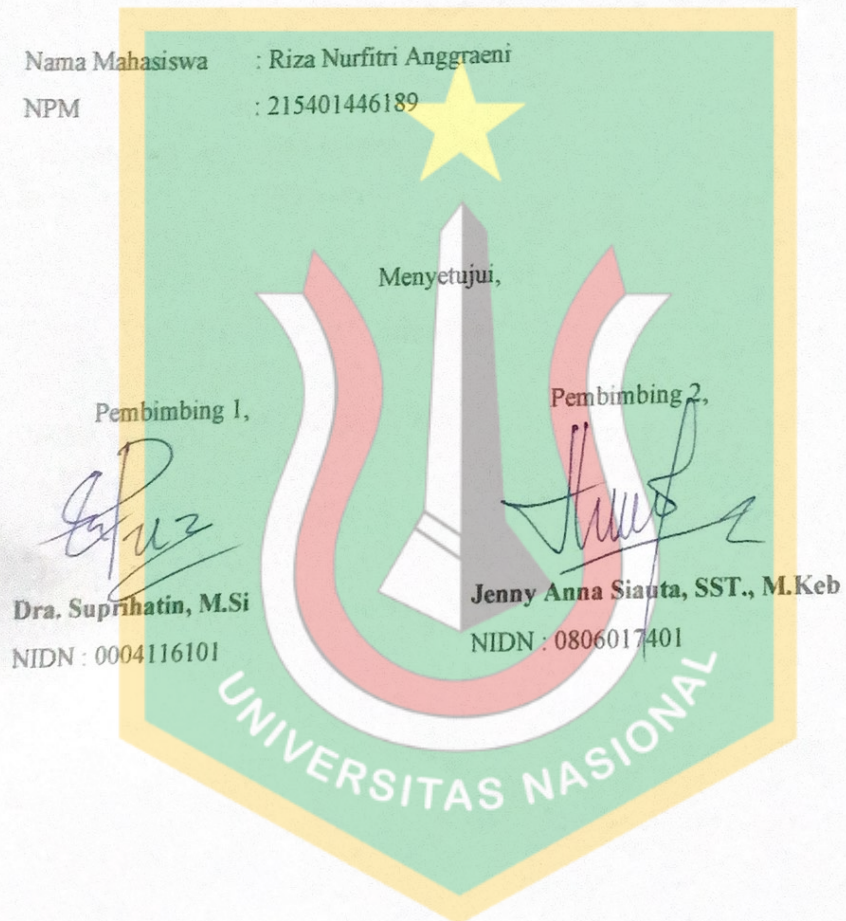 Nama Mahasiswa : Riza Nurfitri Anggraeni
NPM : 215401446189
Menyetujui,
Pembimbing 1,
Pembimbing 2,
Dra. Suprihatin, M.Si
NIDN : 0004116101
Jenny Anna Siauta, SST., M.Keb
NIDN : 0806017401
UNIVERSITAS NASIONAL